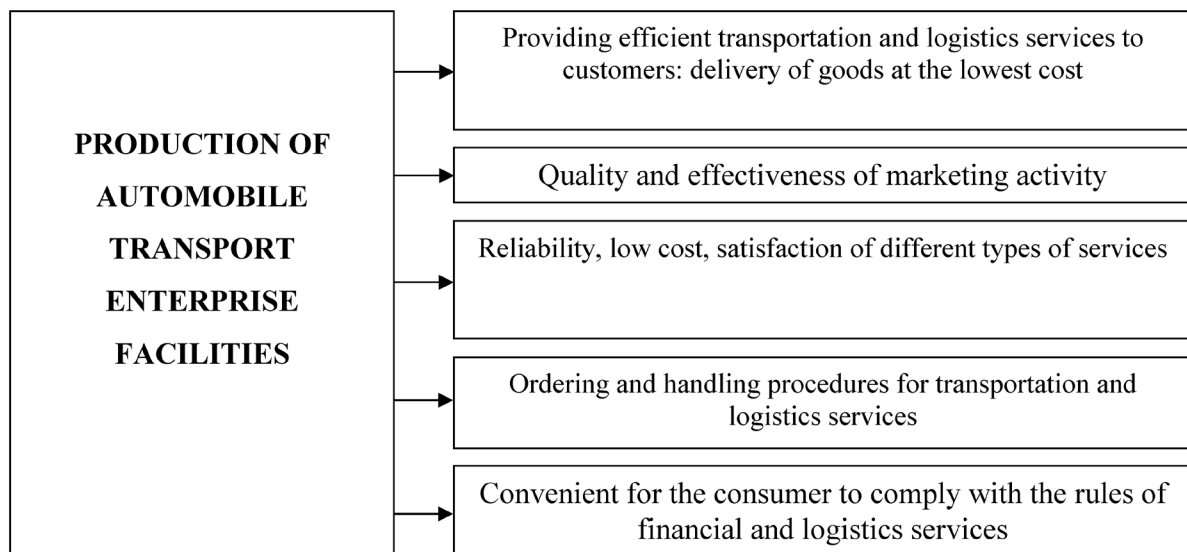 PRODUCTION OF
AUTOMOBILE
TRANSPORT
ENTERPRISE
FACILITIES
Providing efficient transportation and logistics services to
customers: delivery of goods at the lowest cost
Quality and effectiveness of marketing activity
Reliability, low cost, satisfaction of different types of services
Ordering and handling procedures for transportation and
logistics services
Convenient for the consumer to comply with the rules of
financial and logistics services